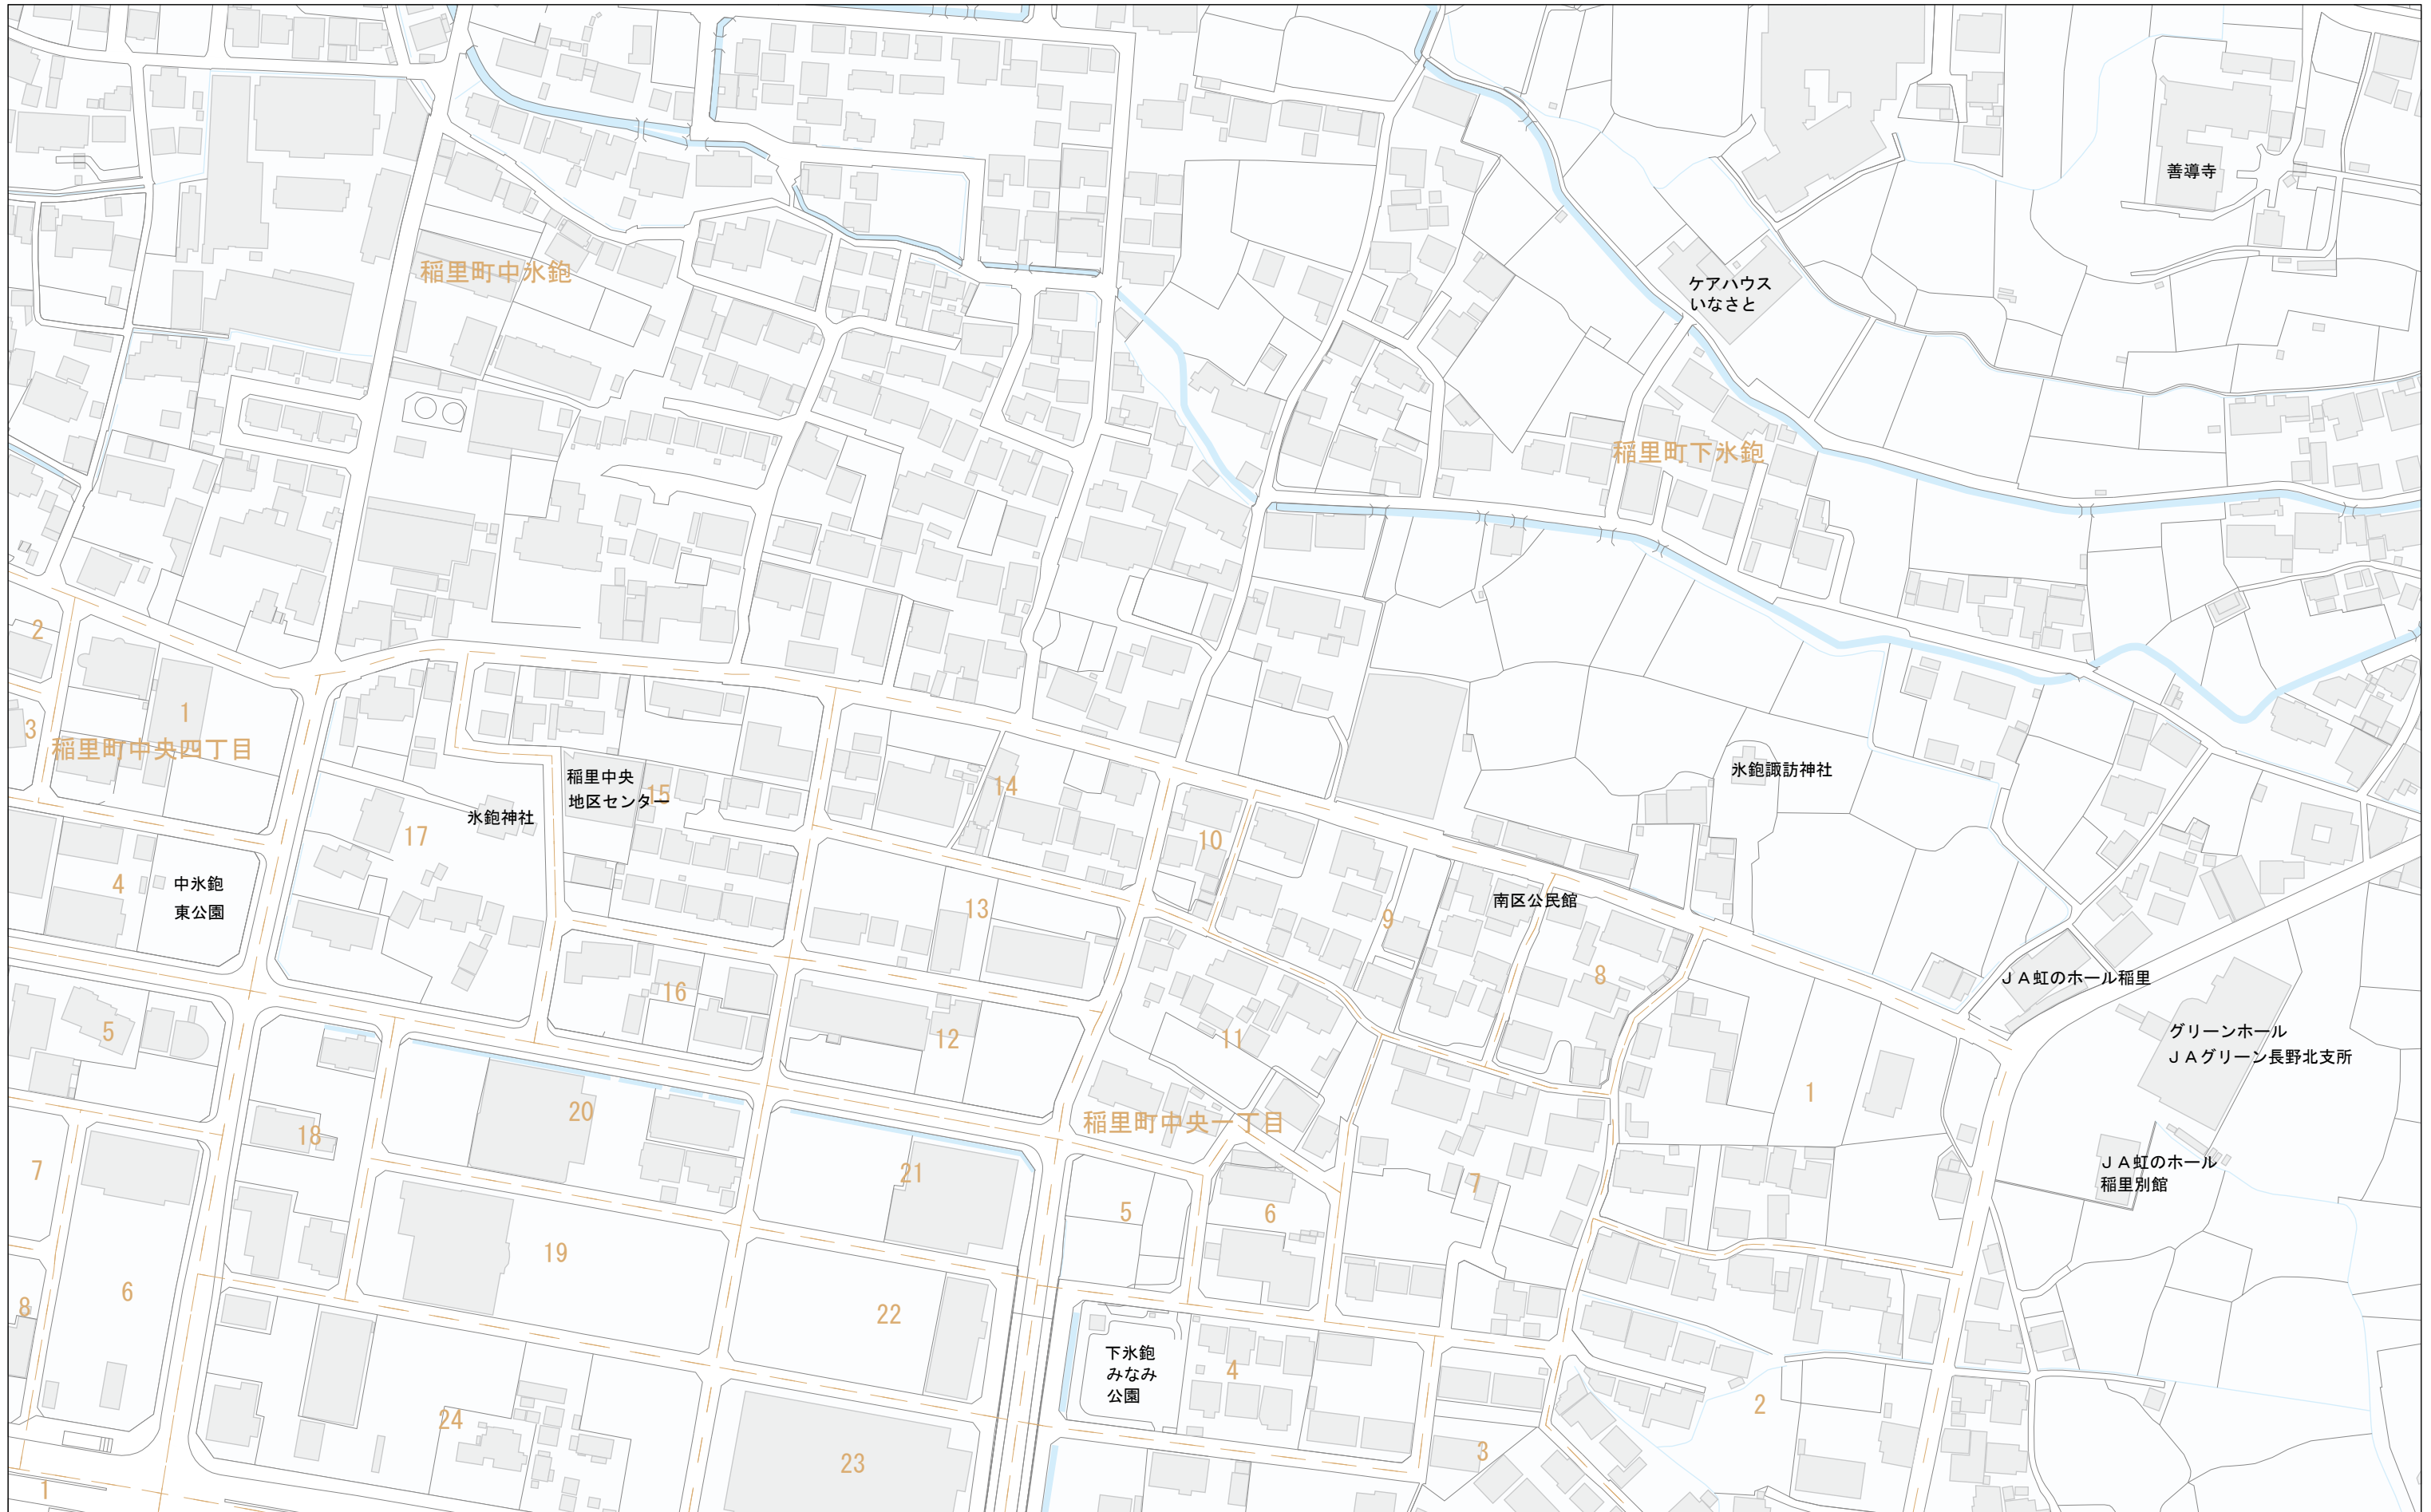 善導寺
稲里町中氷鉋
ケアハウス
いなさと
稲里町下氷鉋
2
1
3
稲里町中央四丁目
稲里中央
地区センター
15
14
氷鉋諏訪神社
氷鉋神社
17
10
4
中氷鉋
東公園
13
9
南区公民館
8
16
JA虹のホール稲里
5
12
11
グリーンホール
JAグリーン長野北支所
1
20
18
稲里町中央一丁目
21
7
7
JA虹のホール
稲里別館
5
6
19
6
8
22
下氷鉋
みなみ
公園
4
2
24
23
3
1